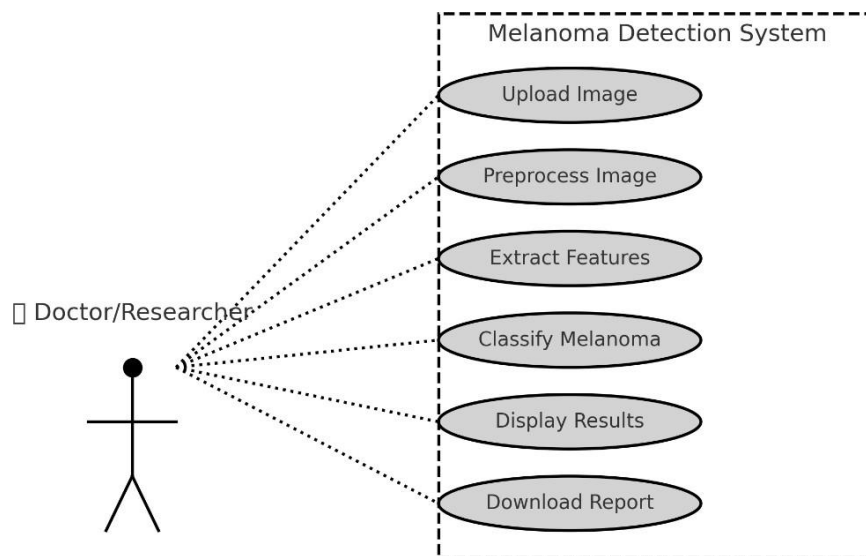 Melanoma Detection System
Upload Image
Preprocess Image
Extract Features
Doctor/Researcher
Classify Melanoma
Display Results
Download Report